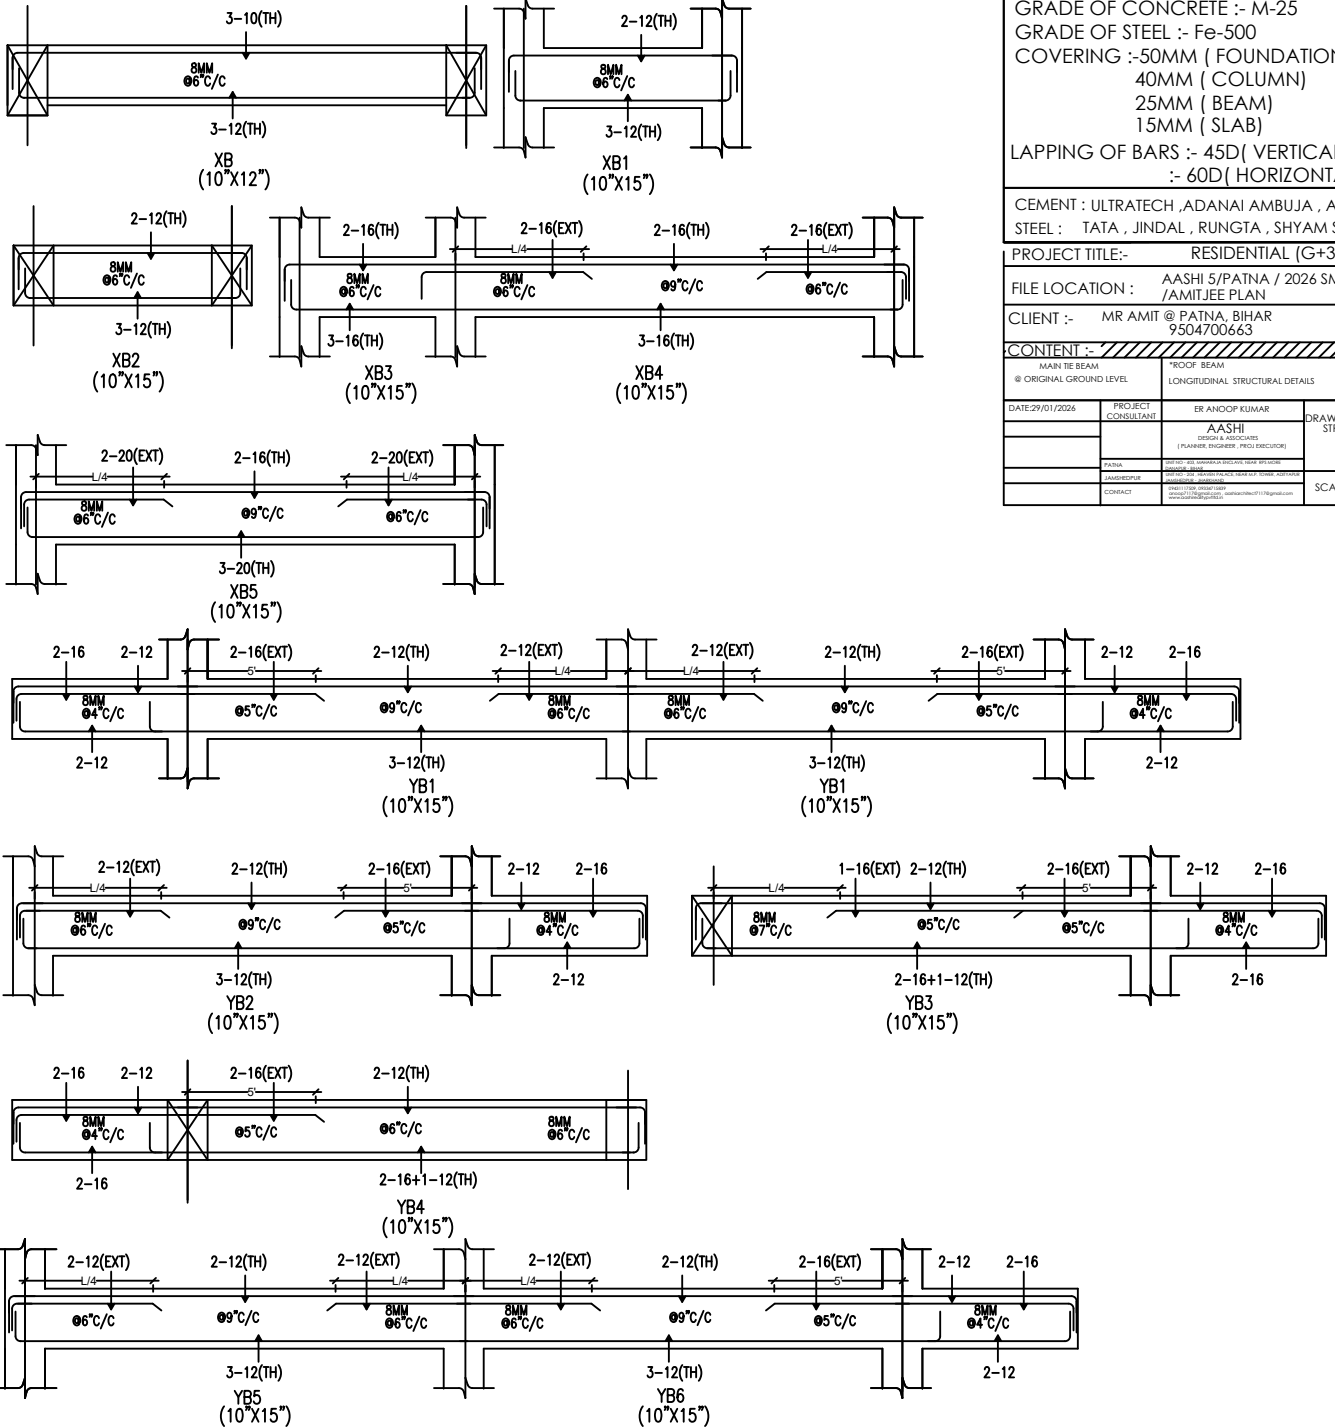 GRADE OF CONCRETE :- M-25
GRADE OF STEEL :- Fe-500
COVERING :-50MM ( FOUNDATION
40MM ( COLUMN)
25MM ( BEAM)
15MM ( SLAB)
LAPPING OF BARS :- 45D( VERTICAL
:- 60D( HORIZONTA
CEMENT : ULTRATECH ,ADANAI AMBUJA , A
STEEL : TATA , JINDAL , RUNGTA , SHYAM S
PROJECT TITLE:- RESIDENTIAL (G+3
FILE LOCATION : AASHI 5/PATNA / 2026 SM
/AMITJEE PLAN
CLIENT :- MR AMIT @ PATNA, BIHAR
9504700663
CONTENT :-
MAIN TIE BEAM
@ ORIGINAL GROUND LEVEL
*ROOF BEAM
LONGITUDINAL STRUCTURAL DETAILS
DATE:29/01/2026
PROJECT
CONSULTANT
ER ANOOP KUMAR
AASHI
DESIGN & ASSOCIATES
( PLANNER, ENGINEER , PROJ EXECUTOR)
DRAW
STR
PATNA
JAMSHEDPUR
CONTACT
SCA
3-10(TH)
8MM
@6"C/C
3-12(TH)
XB
(10"X12")
2-12(TH)
8MM
@6"C/C
3-12(TH)
XB1
(10"X15")
2-12(TH)
8MM
@6"C/C
3-12(TH)
XB2
(10"X15")
2-16(TH) 2-16(EXT) 2-16(TH) 2-16(EXT)
L/4 L/4
8MM 8MM
@6"C/C @6"C/C @9"C/C @6"C/C
3-16(TH) 3-16(TH)
XB3 XB4
(10"X15") (10"X15")
2-20(EXT) 2-16(TH) 2-20(EXT)
L/4 L/4
8MM
@6"C/C @9"C/C @6"C/C
3-20(TH)
XB5
(10"X15")
2-16 2-12 2-16(EXT) 2-12(TH) 2-12(EXT) 2-12(EXT) 2-12(TH) 2-16(EXT) 2-12 2-16
5' L/4 L/4 5'
8MM 8MM 8MM 8MM
@4"C/C @5"C/C @9"C/C @6"C/C @6"C/C @9"C/C @5"C/C @4"C/C
2-12 3-12(TH) 3-12(TH) 2-12
YB1 YB1
(10"X15") (10"X15")
2-12(EXT) 2-12(TH) 2-16(EXT) 2-12 2-16
L/4 5'
8MM 8MM
@6"C/C @9"C/C @5"C/C @4"C/C
3-12(TH) 2-12
YB2
(10"X15")
1-16(EXT) 2-12(TH) 2-16(EXT) 2-12 2-16
L/4 5'
8MM 8MM
@7"C/C @5"C/C @5"C/C @4"C/C
2-16+1-12(TH) 2-16
YB3
(10"X15")
2-16 2-12 2-16(EXT) 2-12(TH)
5'
8MM 8MM
@4"C/C @5"C/C @6"C/C @6"C/C
2-16 2-16+1-12(TH)
YB4
(10"X15")
2-12(EXT) 2-12(TH) 2-12(EXT) 2-12(EXT) 2-12(TH) 2-16(EXT) 2-12 2-16
L/4 L/4 L/4 5'
8MM 8MM 8MM
@6"C/C @9"C/C @6"C/C @6"C/C @9"C/C @5"C/C @4"C/C
3-12(TH) 3-12(TH) 2-12
YB5 YB6
(10"X15") (10"X15")